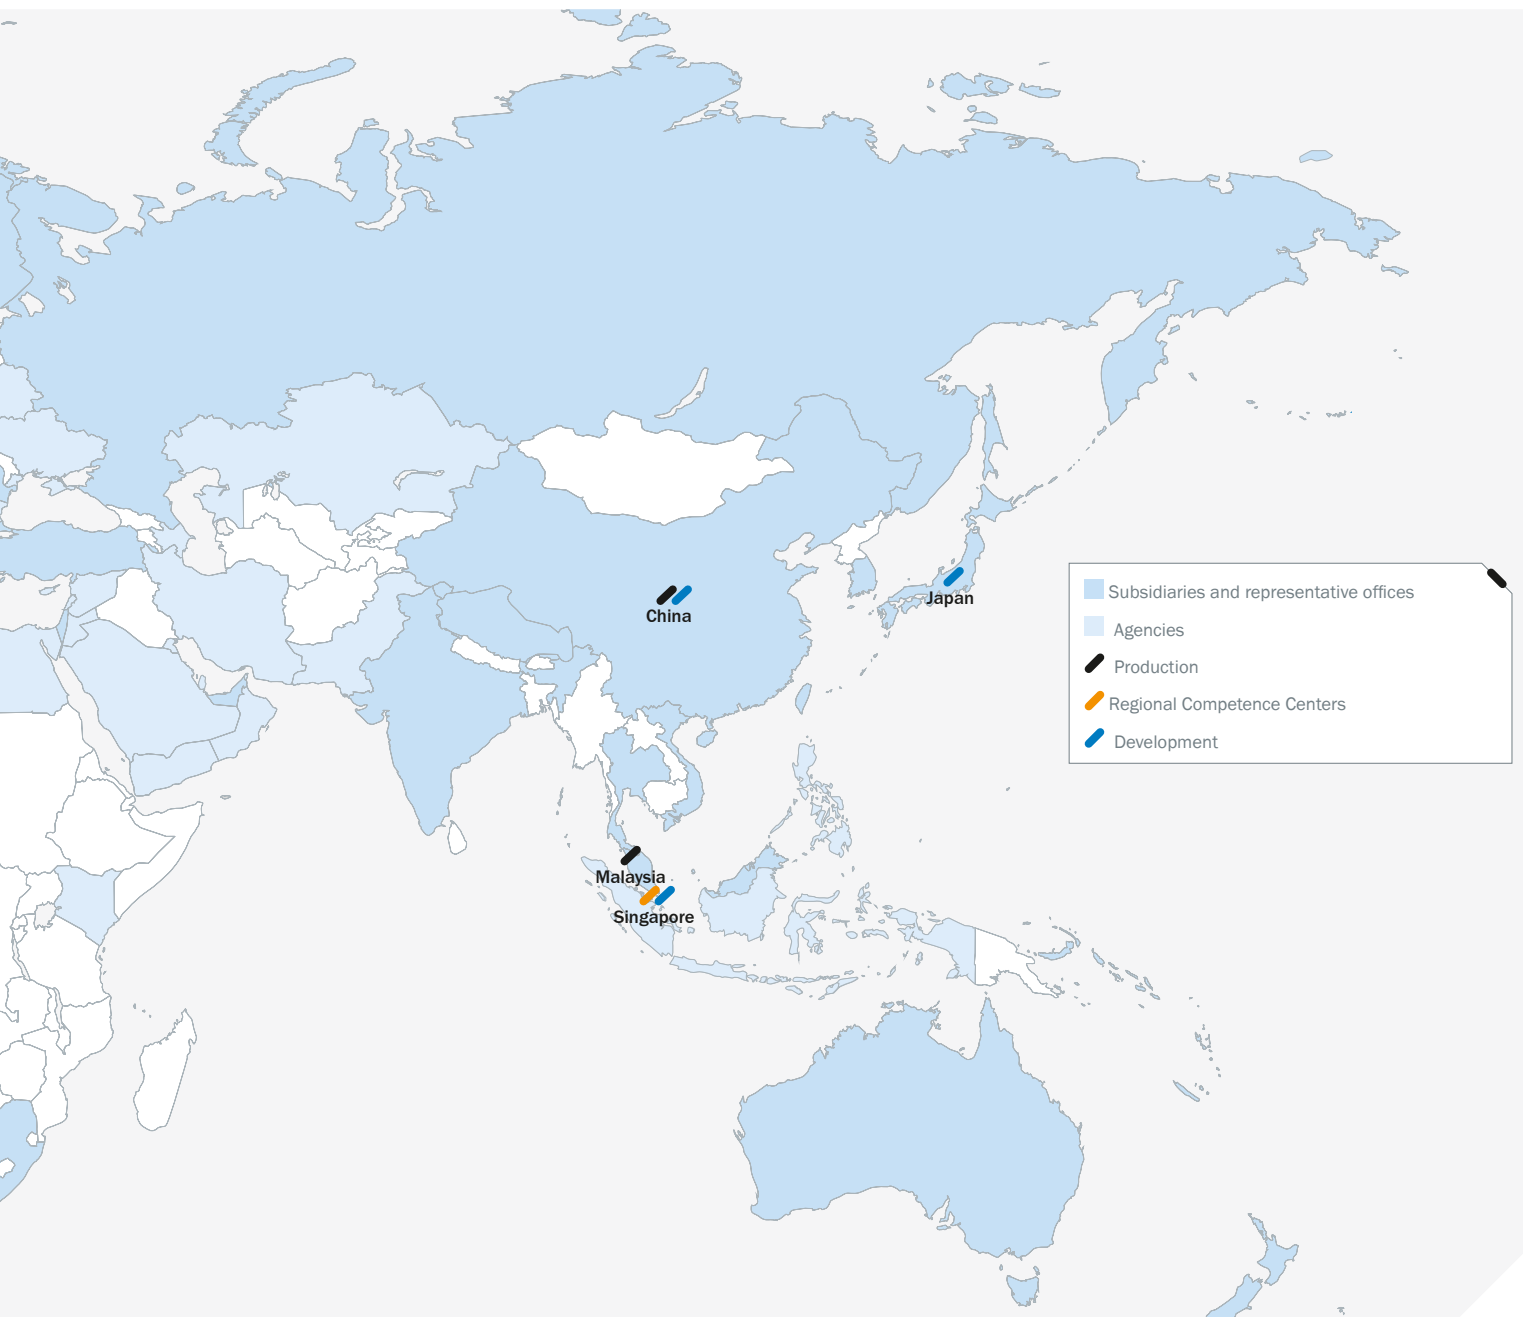 China
Japan
Malaysia
Singapore
Subsidiaries and representative offices
Agencies
Production
Regional Competence Centers
Development